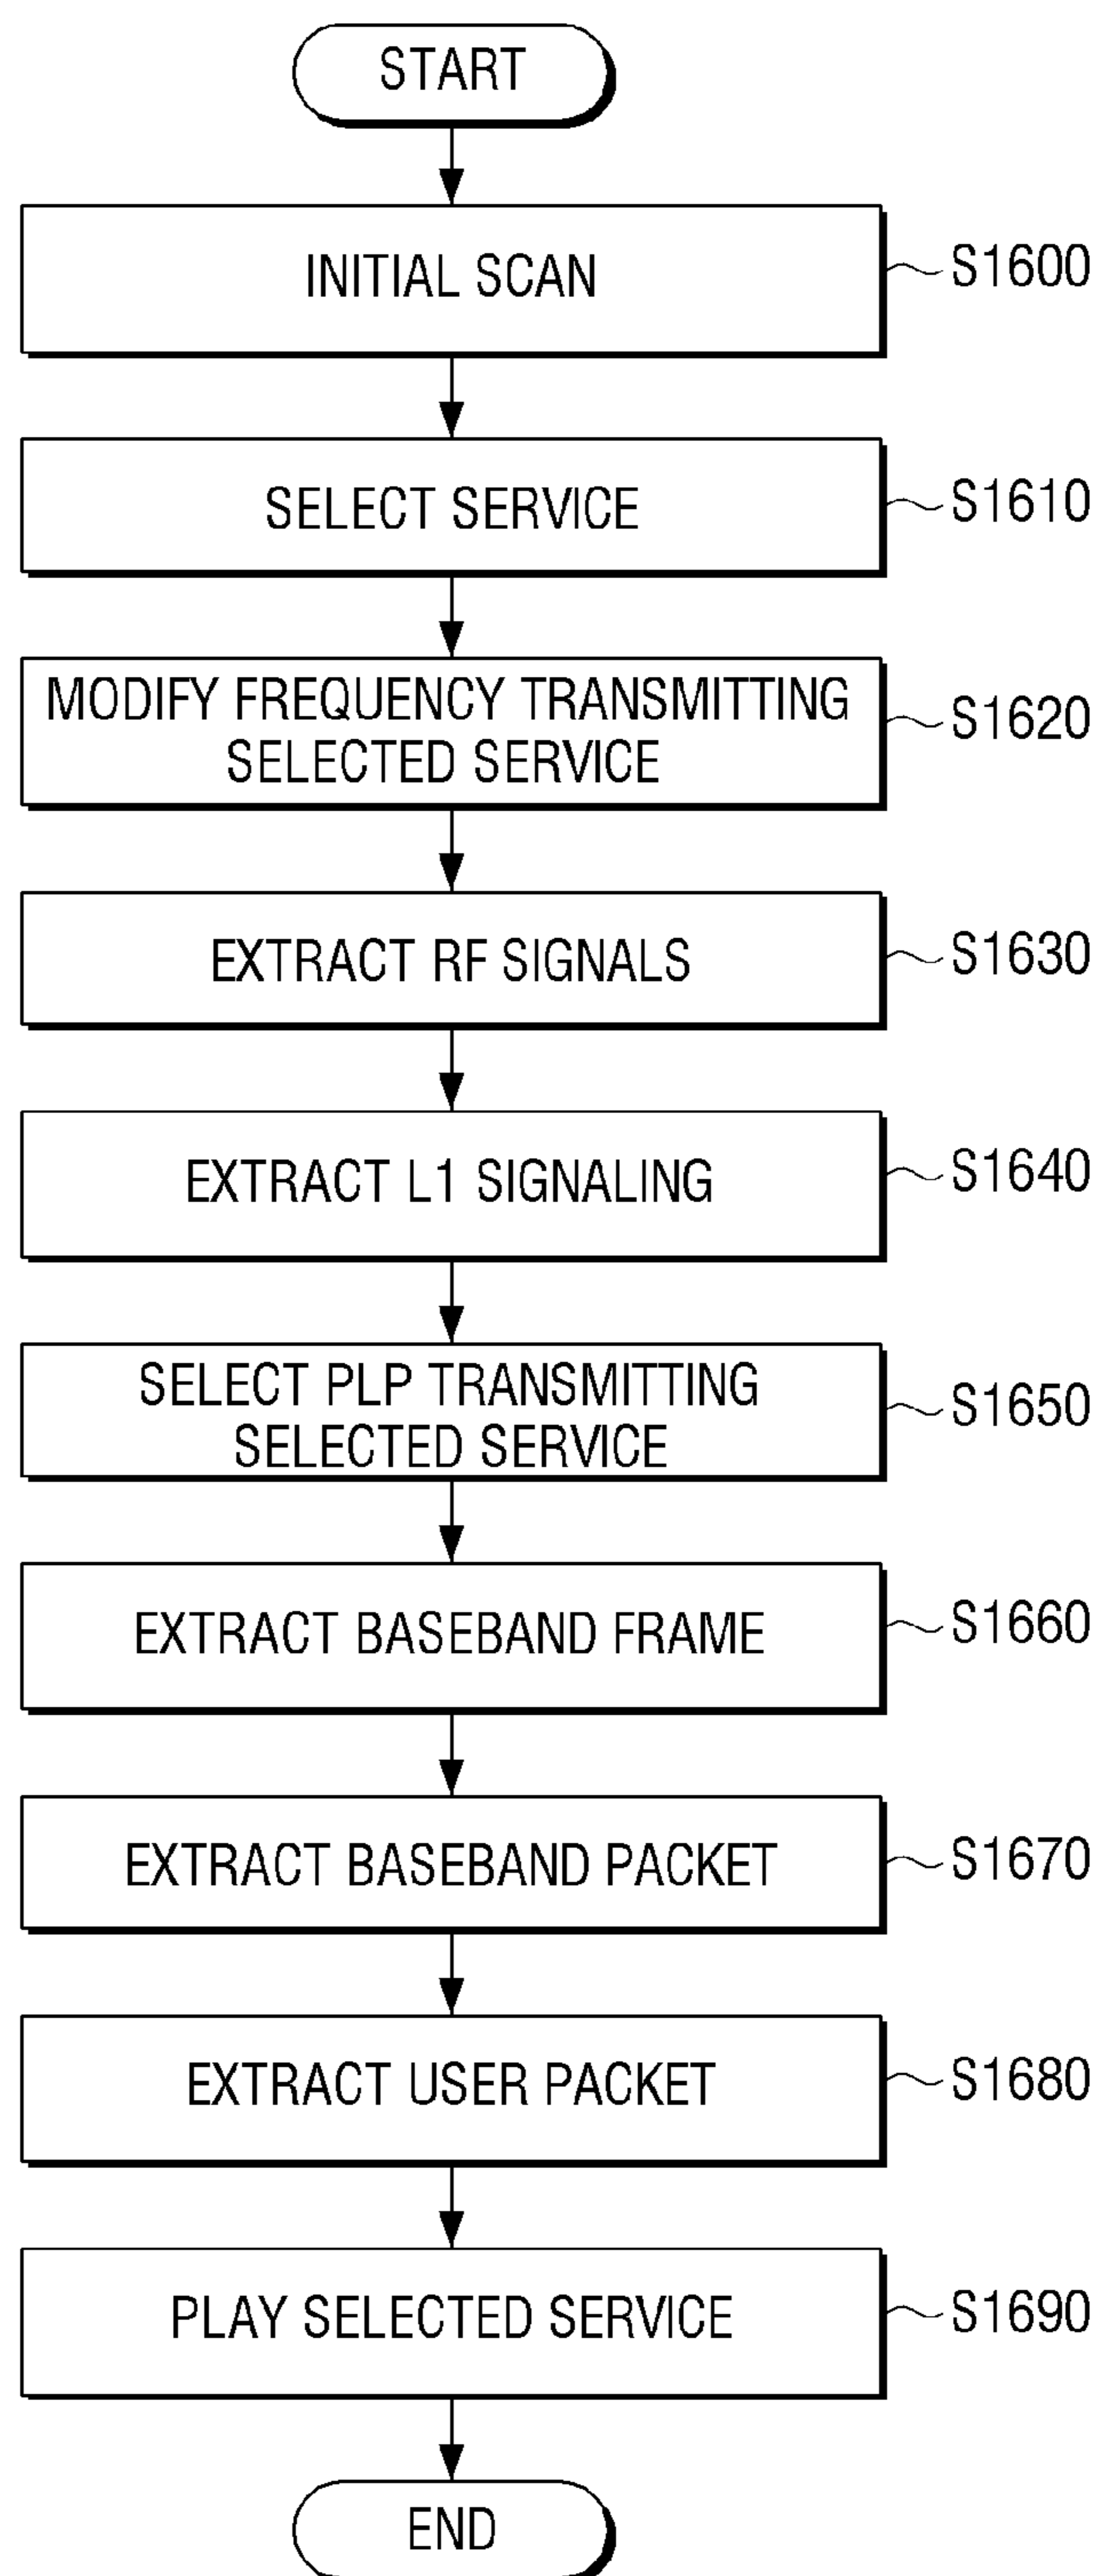 START
INITIAL SCAN
S1600
SELECT SERVICE
S1610
MODIFY FREQUENCY TRANSMITTING
SELECTED SERVICE
S1620
EXTRACT RF SIGNALS
S1630
EXTRACT L1 SIGNALING
S1640
SELECT PLP TRANSMITTING
SELECTED SERVICE
S1650
EXTRACT BASEBAND FRAME
S1660
EXTRACT BASEBAND PACKET
S1670
EXTRACT USER PACKET
S1680
PLAY SELECTED SERVICE
S1690
END